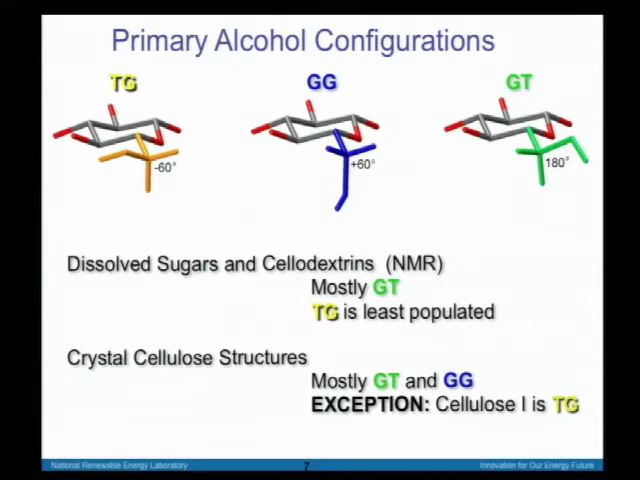 Primary Alcohol Configurations
TG
GG
GT
-60°
+60°
180°
Dissolved Sugars and Cellodextrins (NMR)
Mostly GT
TG is least populated
Crystal Cellulose Structures
Mostly GT and GG
EXCEPTION: Cellulose I is TG
National Renewable Energy Laboratory
7
Innovation for Our Energy Future